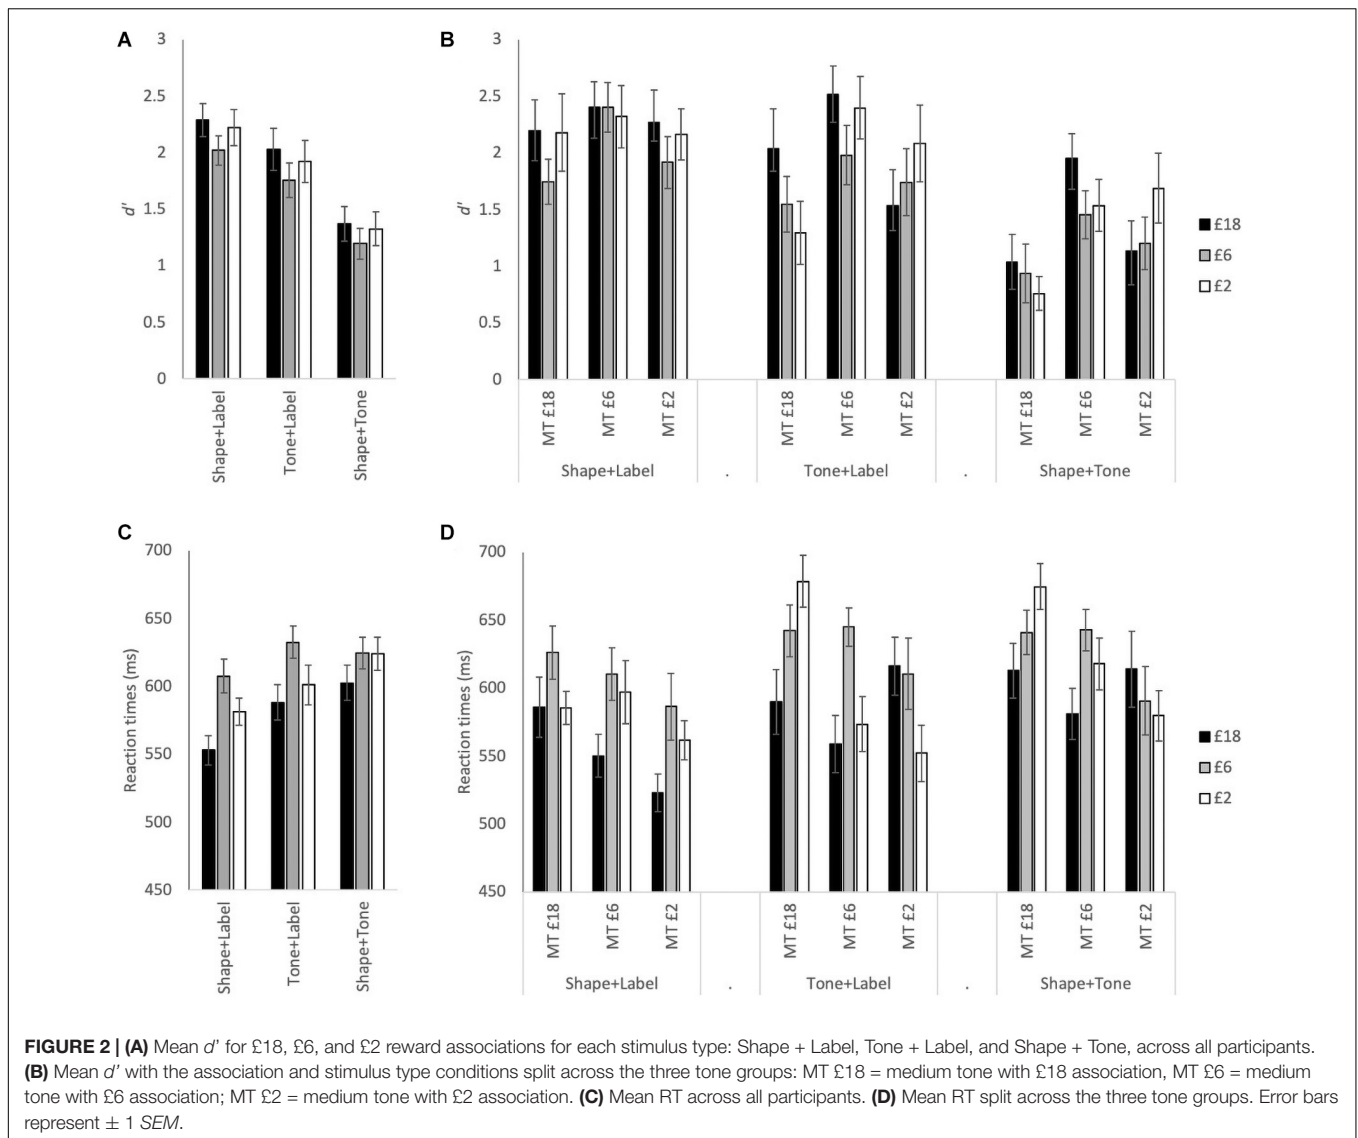 A
3
2.5
2
1.5
1
0.5
0
d'
Shape+Label
Tone+Label
Shape+Tone
B
3
2.5
2
1.5
1
0.5
0
d'
MT £18
MT £6
MT £2
MT £18
MT £6
MT £2
MT £18
MT £6
MT £2
Shape+Label
.
Tone+Label
.
Shape+Tone
£18
£6
£2
C
700
650
600
550
500
450
Reaction times (ms)
Shape+Label
Tone+Label
Shape+Tone
D
700
650
600
550
500
450
Reaction times (ms)
MT £18
MT £6
MT £2
MT £18
MT £6
MT £2
MT £18
MT £6
MT £2
Shape+Label
.
Tone+Label
.
Shape+Tone
£18
£6
£2
FIGURE 2 | (A) Mean d' for £18, £6, and £2 reward associations for each stimulus type: Shape + Label, Tone + Label, and Shape + Tone, across all participants.
(B) Mean d' with the association and stimulus type conditions split across the three tone groups: MT £18 = medium tone with £18 association, MT £6 = medium
tone with £6 association; MT £2 = medium tone with £2 association. (C) Mean RT across all participants. (D) Mean RT split across the three tone groups. Error bars
represent ± 1 SEM.